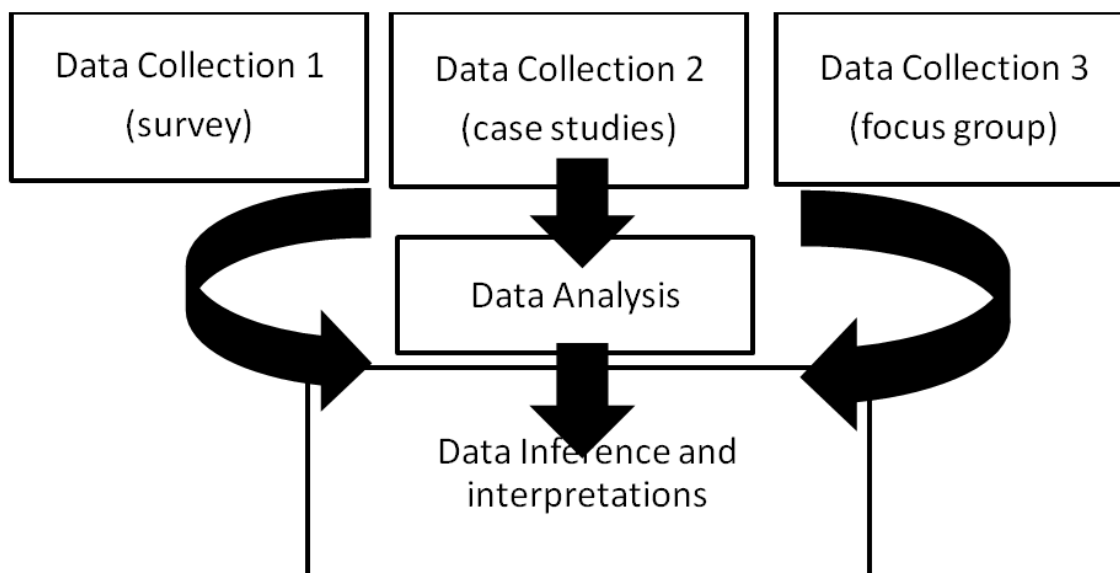 Data Collection 1
(survey)
Data Collection 2
(case studies)
Data Collection 3
(focus group)
Data Analysis
Data Inference and
interpretations